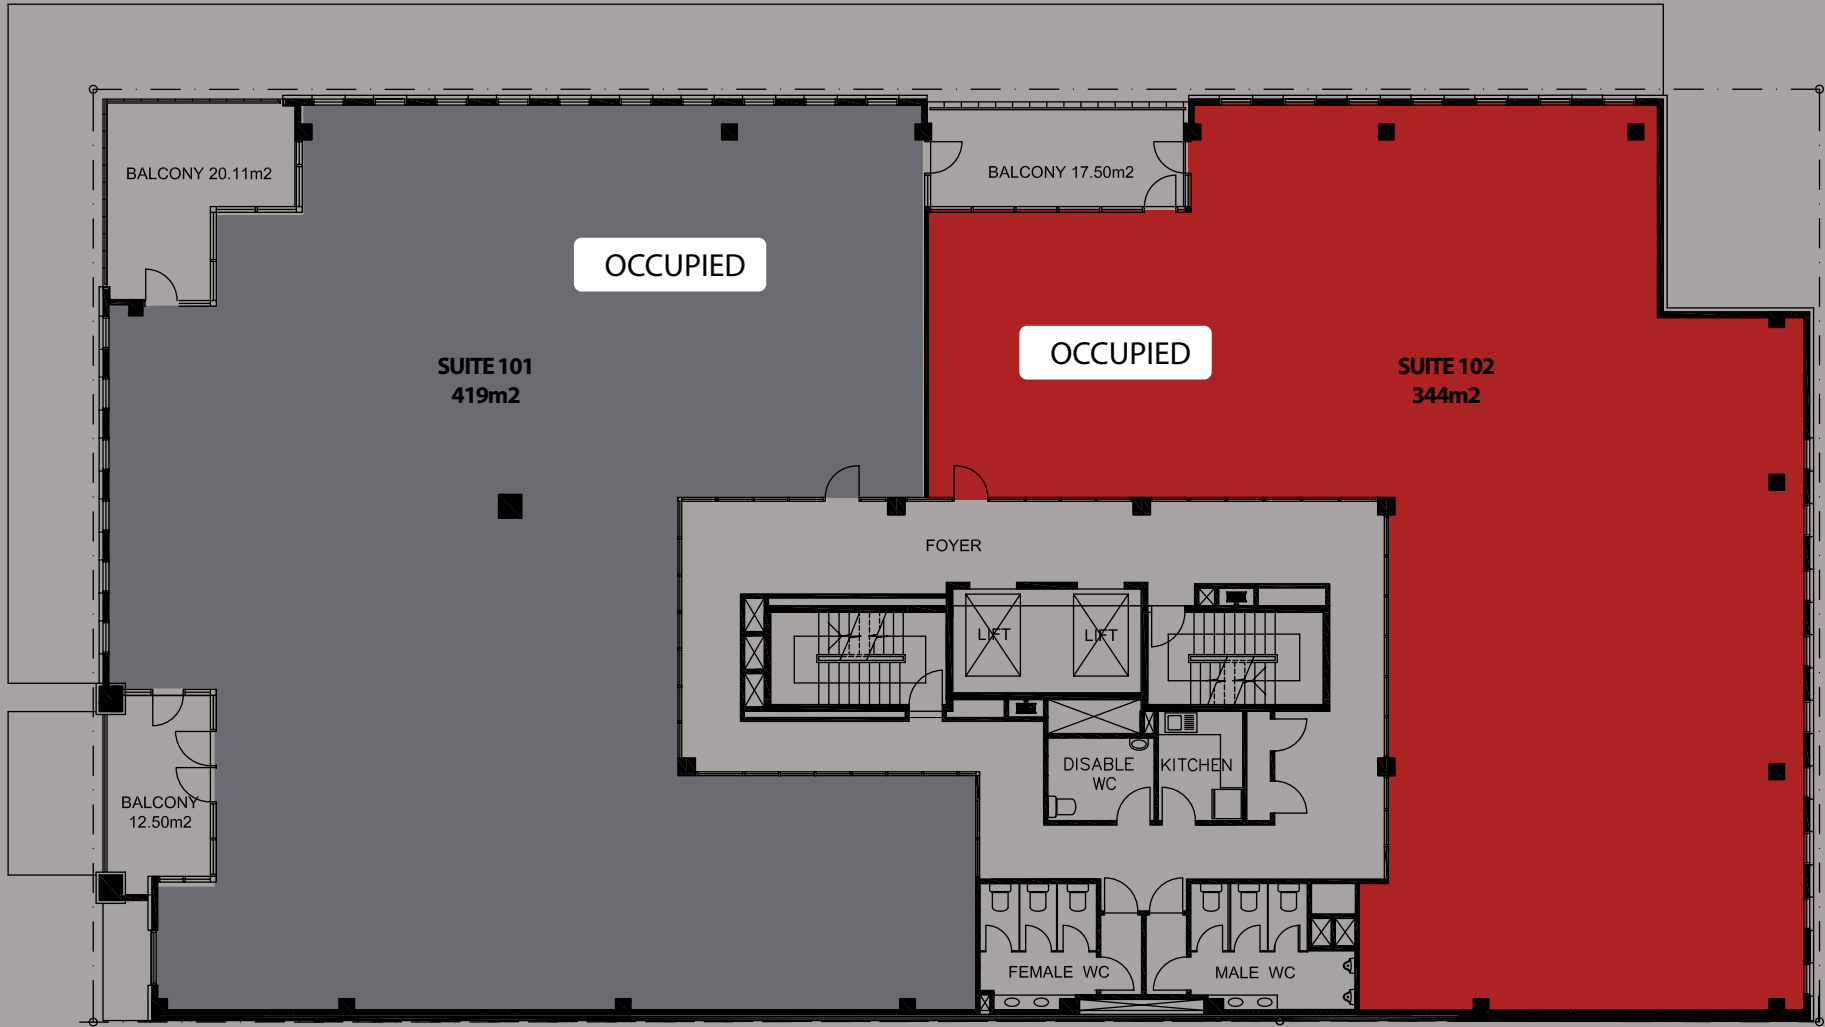 BALCONY 20.11m2
BALCONY 17.50m2
OCCUPIED
OCCUPIED
SUITE 101
419m2
SUITE 102
344m2
FOYER
LIFT
LIFT
DISABLE
WC
KITCHEN
BALCONY
12.50m2
FEMALE WC
MALE WC